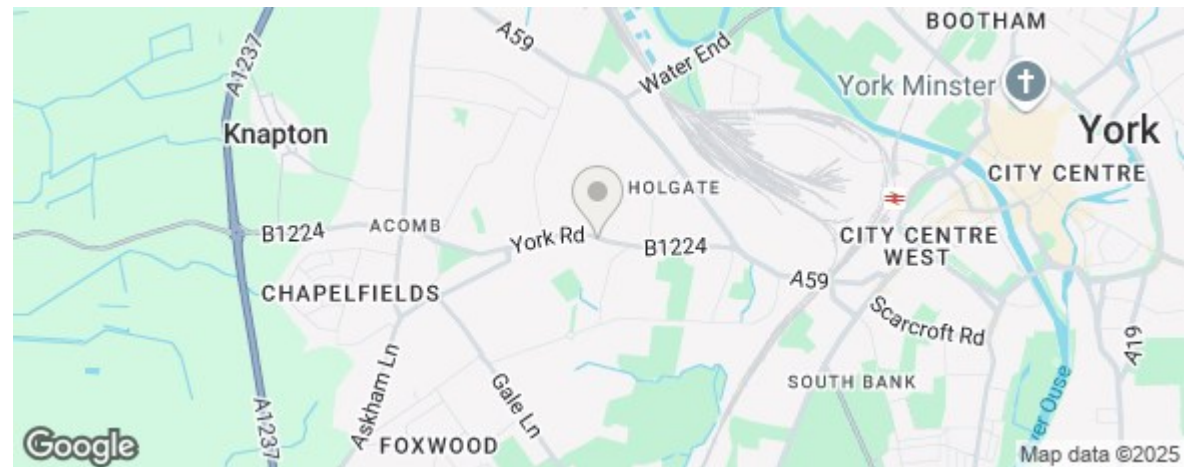 BOOTHAM
A59
Water End
A1237
York Minster
York
Knapton
CITY CENTRE
HOLGATE
B1224
ACOMB
York Rd
B1224
CITY CENTRE
WEST
A59
CHAPELFIELDS
Scarcroft Rd
A19
Askham Ln
Gale Ln
SOUTH BANK
A1237
FOXWOOD
Google
Map data ©2025